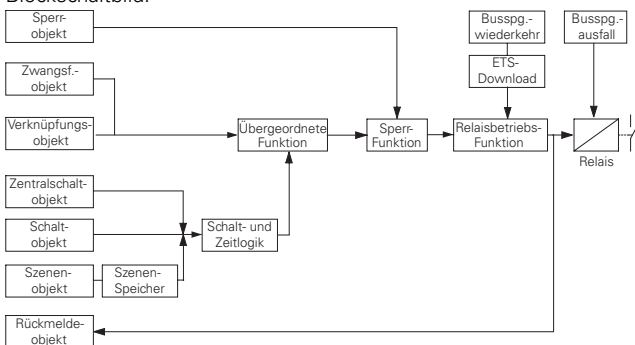 Blockschaltbild:
Sperr-
objekt
Busspg.-
wiederkehr
Busspg.-
ausfall
ETS-
Download
Zwangsf.-
objekt
Verknüpfungs-
objekt
Übergeordnete
Funktion
Sperr-
Funktion
Relaisbetriebs-
Funktion
Relais
Zentralschalt-
objekt
Schalt-
objekt
Schalt- und
Zeitlogik
Szenen-
objekt
Szenen-
Speicher
Rückmelde-
objekt